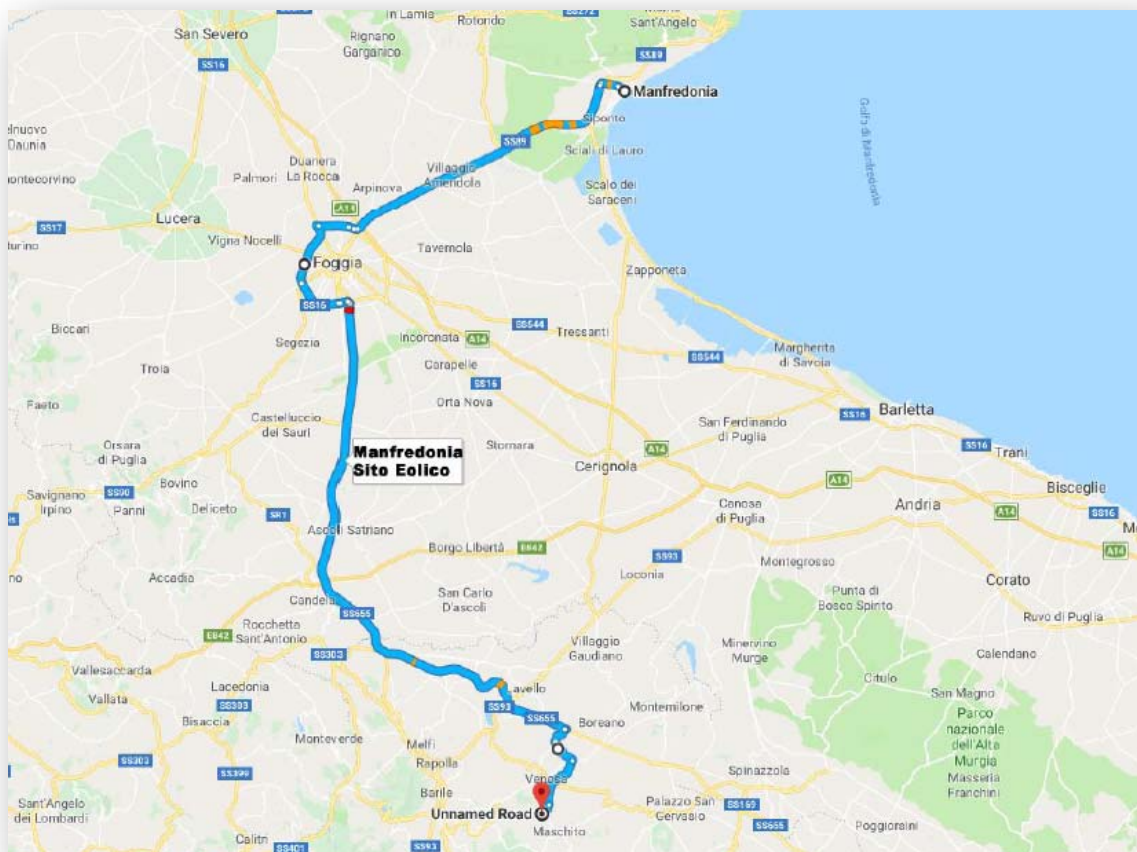 San Severo
SS16
Rignano
Garganico
Rotondo
SS272
Sant'Angelo
SS89
Manfredonia
Siponto
SS89
Sciali di Lauro
Scalo dei
Saraceni
Golfo di Manfredonia
Duanera
La Rocca
Palmori
Arpinova
Villaggio
Amendola
A14
Lucera
SS17
Vigna Nocelli
Tavernola
Foggia
Zapponeta
SS16
Biccari
Segezia
Incoronata
SS544
Tressanti
A14
SS544
Margherita
di Savoia
Troia
Carapelle
SS16
Faeto
Orta Nova
Castelluccio
dei Sauri
SS16
Barletta
San Ferdinando
di Puglia
Orsara
di Puglia
Manfredonia
Sito Eolico
Stornara
A14
SS16
Trani
Bovino
Cerignola
A14
Bisceglie
Savignano
Irpino
SS90
Panni
Deliceto
SR1
Canosa
di Puglia
Andria
A14
SS16
Ascoli Satriano
Borgo Libertà
E842
SS93
A14
Montegrosso
Accadia
Loconia
Corato
Candela
San Carlo
D'ascoli
Punta di
Bosco Spirito
SS655
Ruvo di Puglia
E842
Rocchetta
Sant'Antonio
SS303
Villaggio
Gaudiano
Minervino
Murge
Calendano
Vallesaccarda
Vallata
Lacedonia
SS303
Lavello
Citulo
San Magno
Bisaccia
SS93
SS655
Boreano
Montemilone
Parco
nazionale
dell'Alta
Murgia
Monteverde
Melfi
SS303
SS399
Rapolla
Venosa
Spinazzola
Masseria
Franchini
Barile
Unnamed Road
Palazzo San
Gervasio
SS169
Sant'Angelo
dei Lombardi
Maschito
SS655
Poggiorsini
Calitri
SS401
SS93